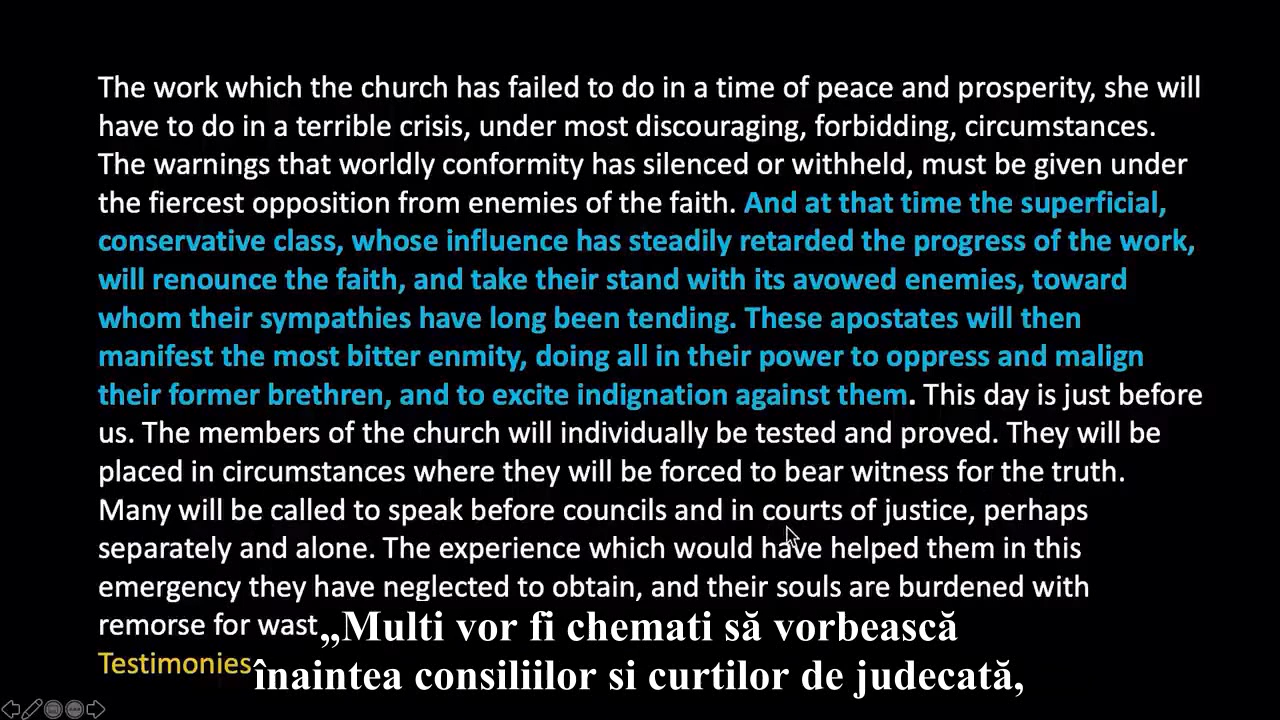 The work which the church has failed to do in a time of peace and prosperity, she will
have to do in a terrible crisis, under most discouraging, forbidding, circumstances.
The warnings that worldly conformity has silenced or withheld, must be given under
the fiercest opposition from enemies of the faith. And at that time the superficial,
conservative class, whose influence has steadily retarded the progress of the work,
will renounce the faith, and take their stand with its avowed enemies, toward
whom their sympathies have long been tending. These apostates will then
manifest the most bitter enmity, doing all in their power to oppress and malign
their former brethren, and to excite indignation against them. This day is just before
us. The members of the church will individually be tested and proved. They will be
placed in circumstances where they will be forced to bear witness for the truth.
Many will be called to speak before councils and in courts of justice, perhaps
separately and alone. The experience which would have helped them in this
emergency they have neglected to obtain, and their souls are burdened with
remorse for wast
Testimonies
„Multi vor fi chemati să vorbească
înaintea consiliilor si curtilor de judecată,